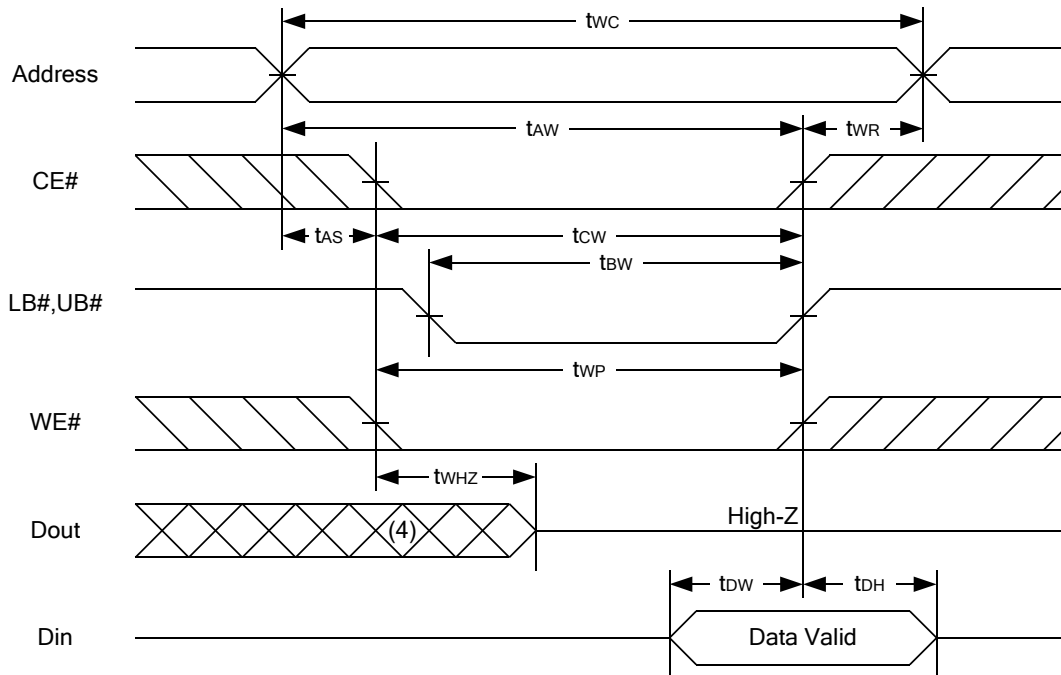 tWC
Address
tAW
tWR
CE#
tAS
tCW
tBW
LB#,UB#
tWP
WE#
tWHZ
Dout
(4)
High-Z
tDW
tDH
Din
Data Valid